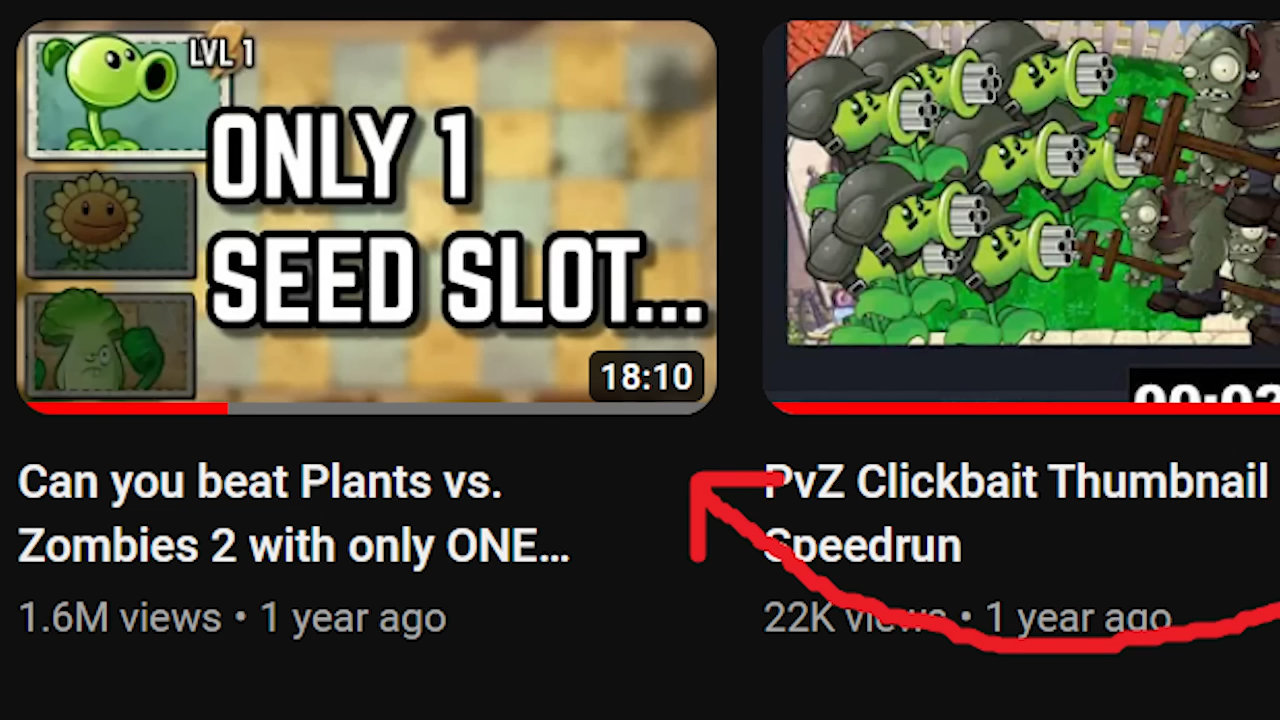 LVL 1
ONLY 1
SEED SLOT...
18:10
Can you beat Plants vs.
Zombies 2 with only ONE...
1.6M views • 1 year ago
PvZ Clickbait Thumbnail
Speedrun
22K views • 1 year ago